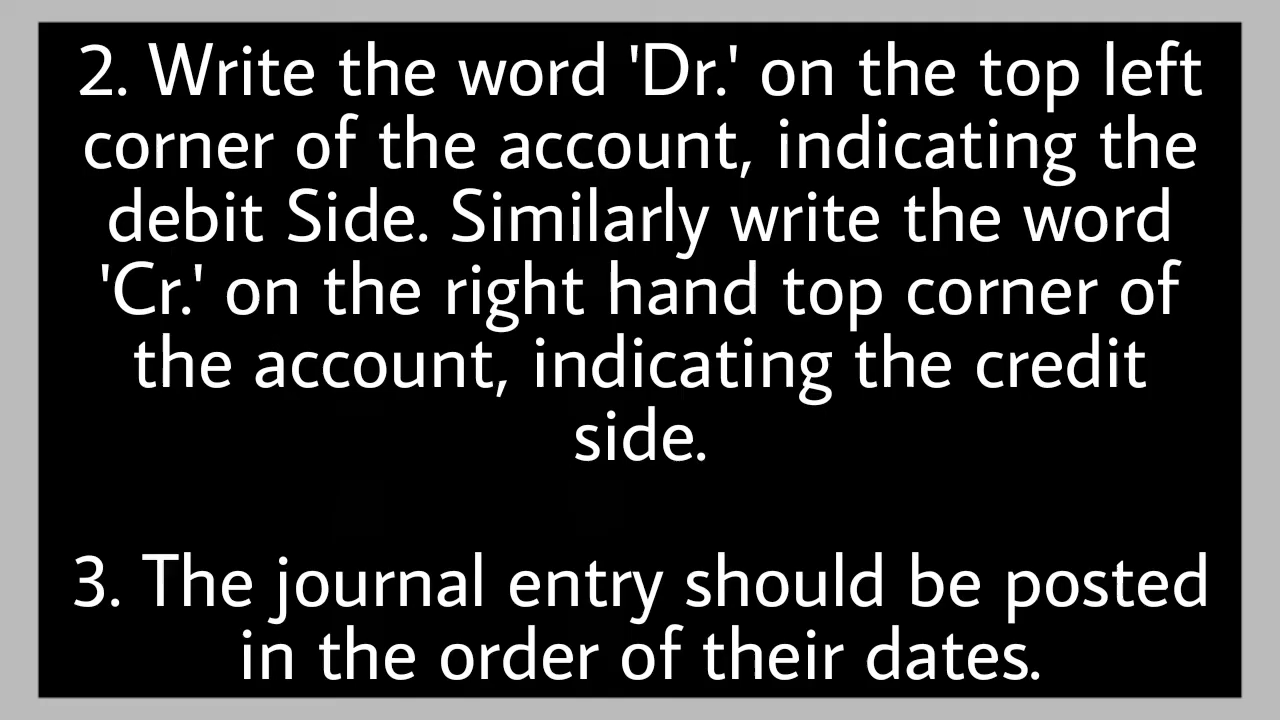 2. Write the word 'Dr.' on the top left
corner of the account, indicating the
debit Side. Similarly write the word
'Cr.' on the right hand top corner of
the account, indicating the credit
side.
3. The journal entry should be posted
in the order of their dates.